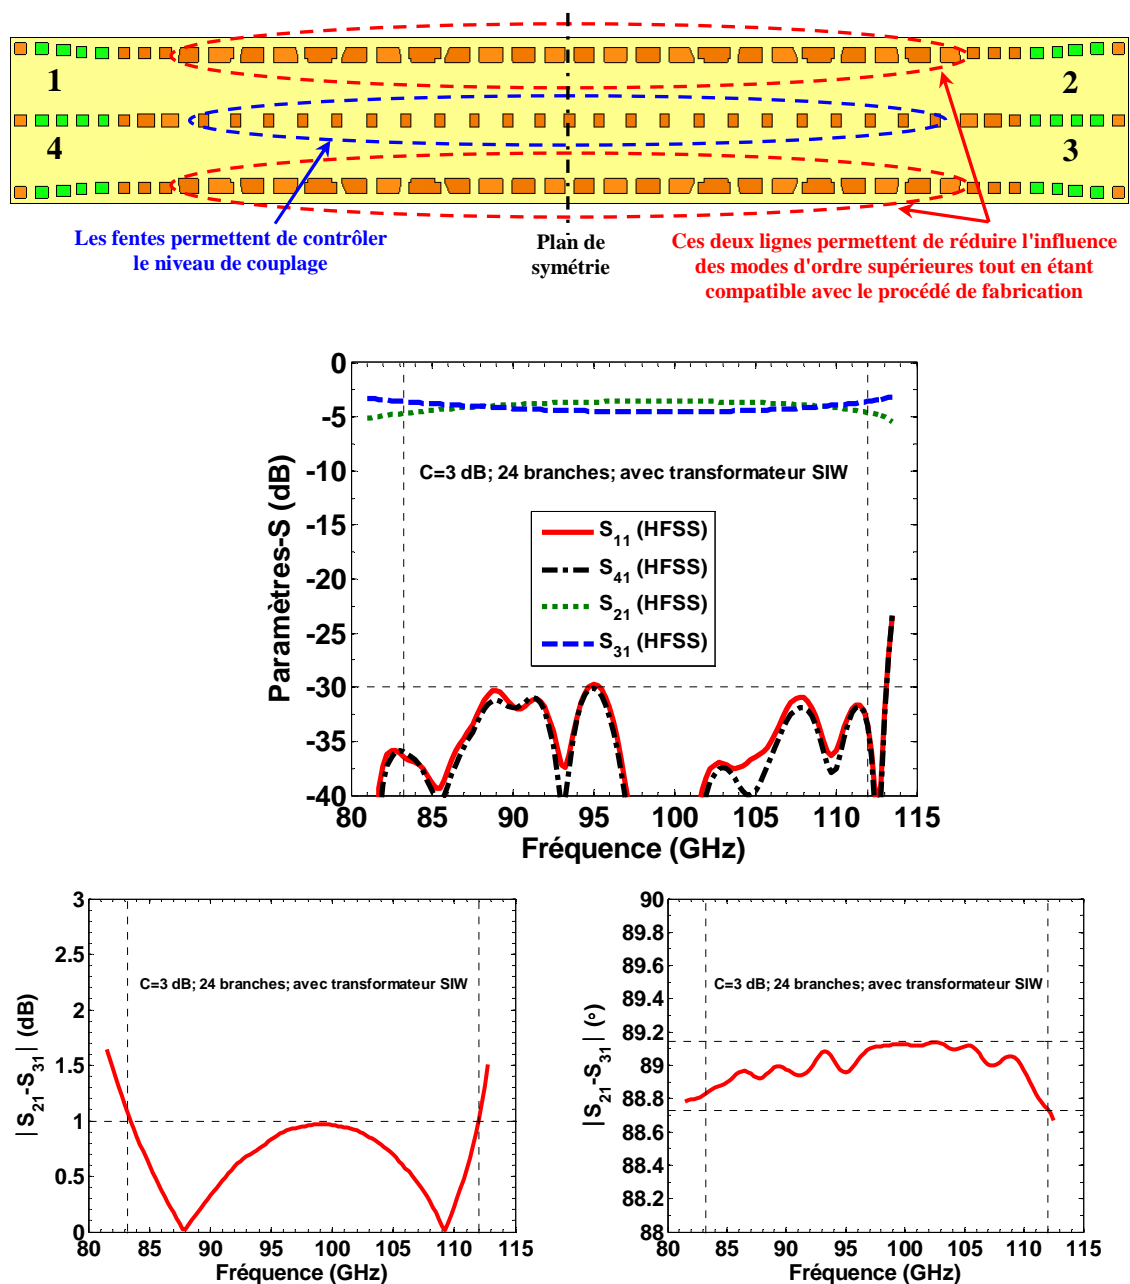 1
2
4
3
Les fentes permettent de contrôler
le niveau de couplage
Plan de
symétrie
Ces deux lignes permettent de réduire l'influence
des modes d'ordre supérieures tout en étant
compatible avec le procédé de fabrication
0
-5
-10
-15
-20
-25
-30
-35
-40
Paramètres-S (dB)
C=3 dB; 24 branches; avec transformateur SIW
S11 (HFSS)
S41 (HFSS)
S21 (HFSS)
S31 (HFSS)
80 85 90 95 100 105 110 115
Fréquence (GHz)
3
2.5
2
1.5
1
0.5
0
|S21-S31| (dB)
C=3 dB; 24 branches; avec transformateur SIW
80 85 90 95 100 105 110 115
Fréquence (GHz)
90
89.8
89.6
89.4
89.2
89
88.8
88.6
88.4
88.2
88
|S21-S31| (°)
C=3 dB; 24 branches; avec transformateur SIW
80 85 90 95 100 105 110 115
Fréquence (GHz)